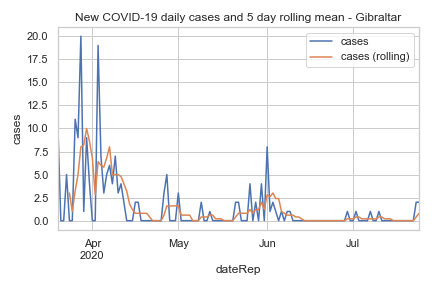 New COVID-19 daily cases and 5 day rolling mean - Gibraltar
cases
cases (rolling)
20.0
17.5
15.0
12.5
10.0
7.5
5.0
2.5
0.0
cases
Apr
2020
May
Jun
Jul
dateRep